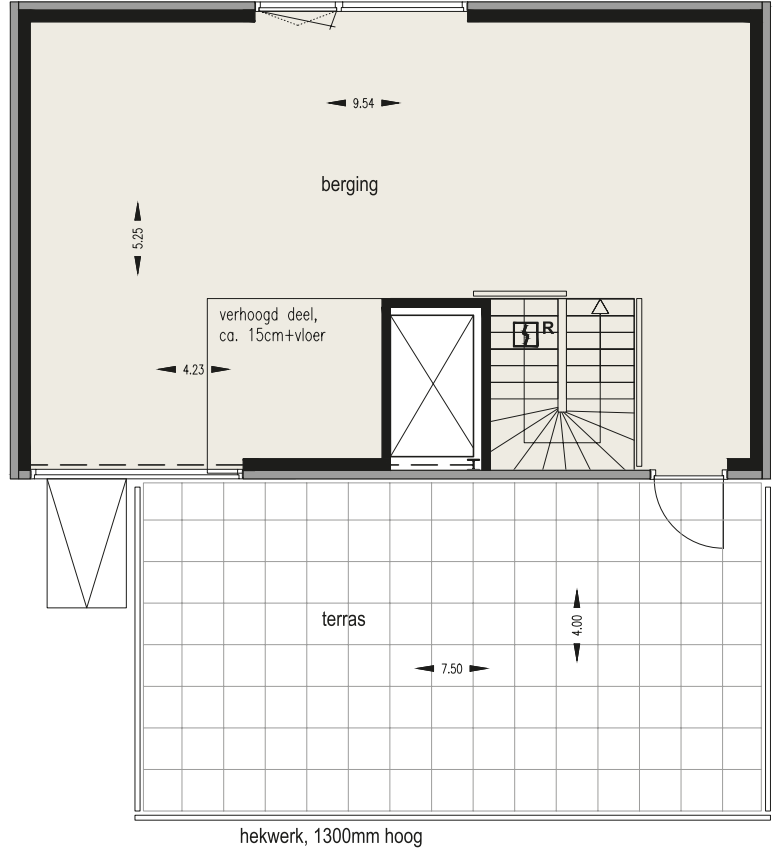 9.54
berging
5.25
verhoogd deel,
ca. 15cm+vloer
R
4.23
terras
4.00
7.50
hekwerk, 1300mm hoog